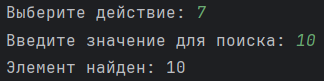 Выберите действие: 7
Введите значение для поиска: 10
Элемент найден: 10